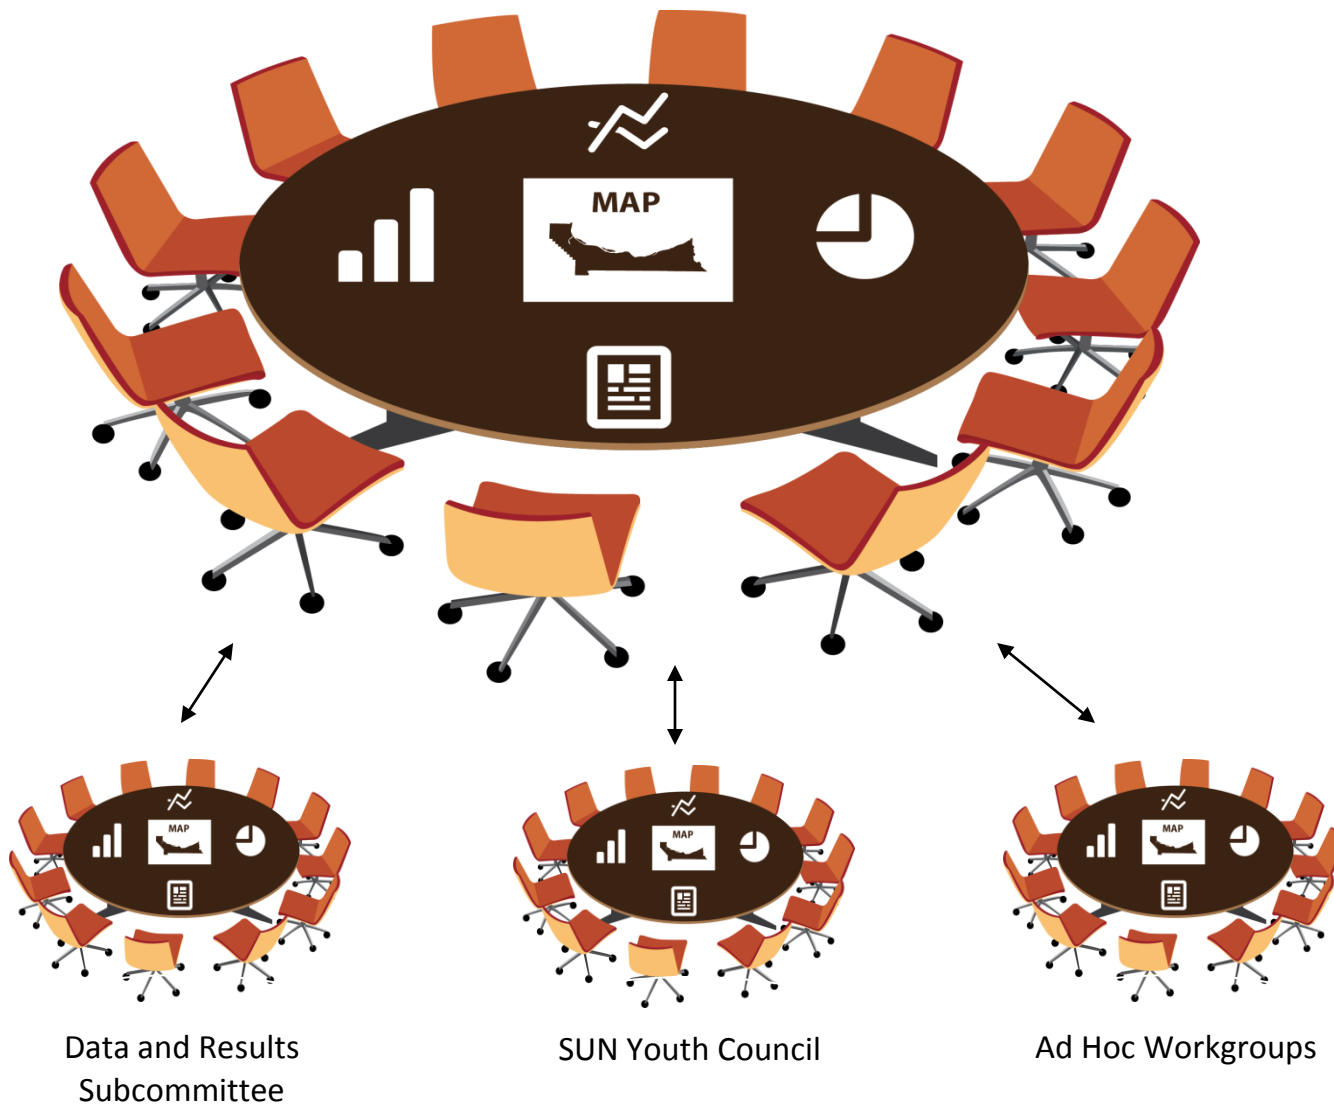 MAP
MAP
MAP
MAP
Data and Results
Subcommittee
SUN Youth Council
Ad Hoc Workgroups